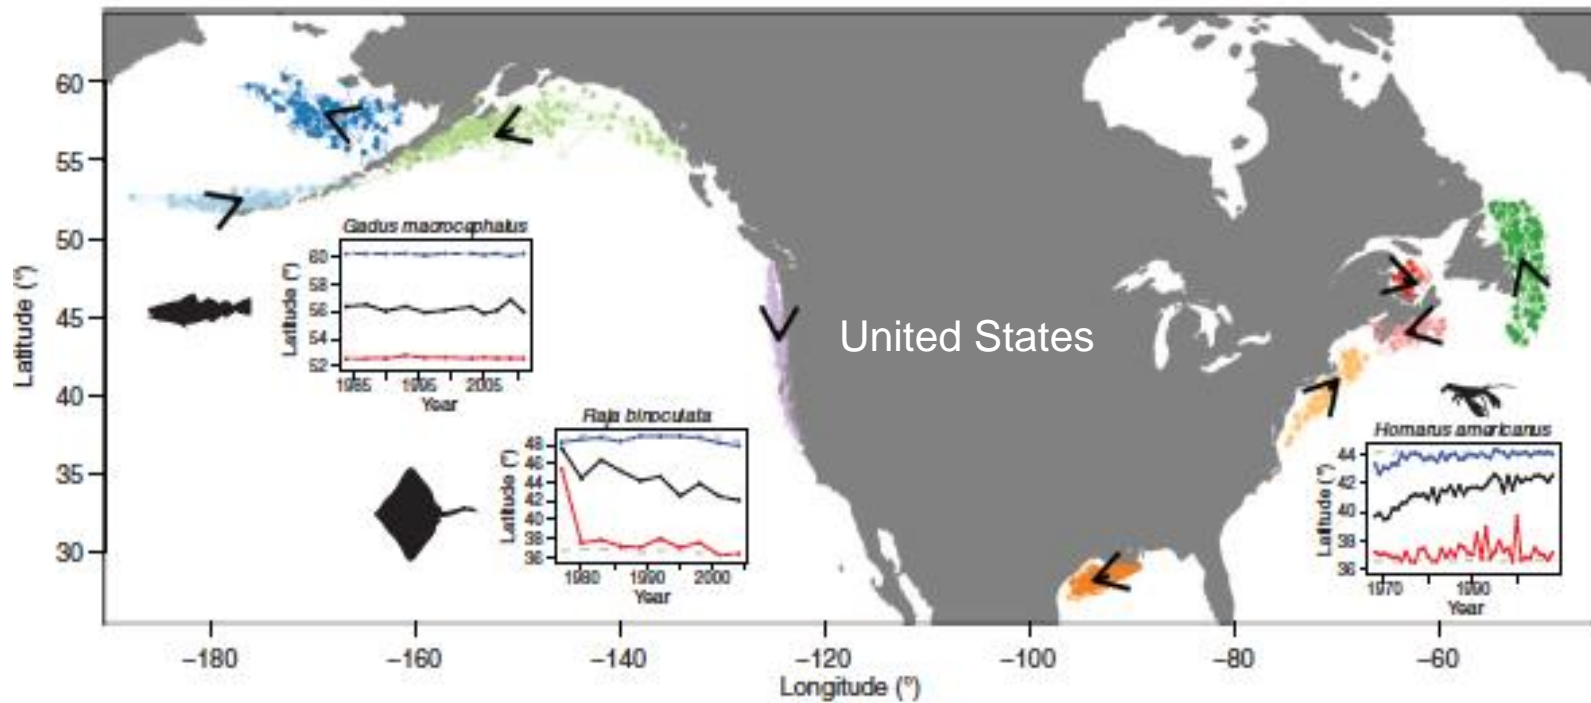 60
55
50
45
40
35
30
Latitude (°)
Gadus macrocephalus
60
58
56
54
52
Latitude (°)
1985 1995 2005
Year
United States
Raja binoculata
48
46
44
42
40
38
36
Latitude (°)
1980 1990 2000
Year
Homarus americanus
44
42
40
38
36
Latitude (°)
1970 1990
Year
−180 −160 −140 −120 −100 −80 −60
Longitude (°)